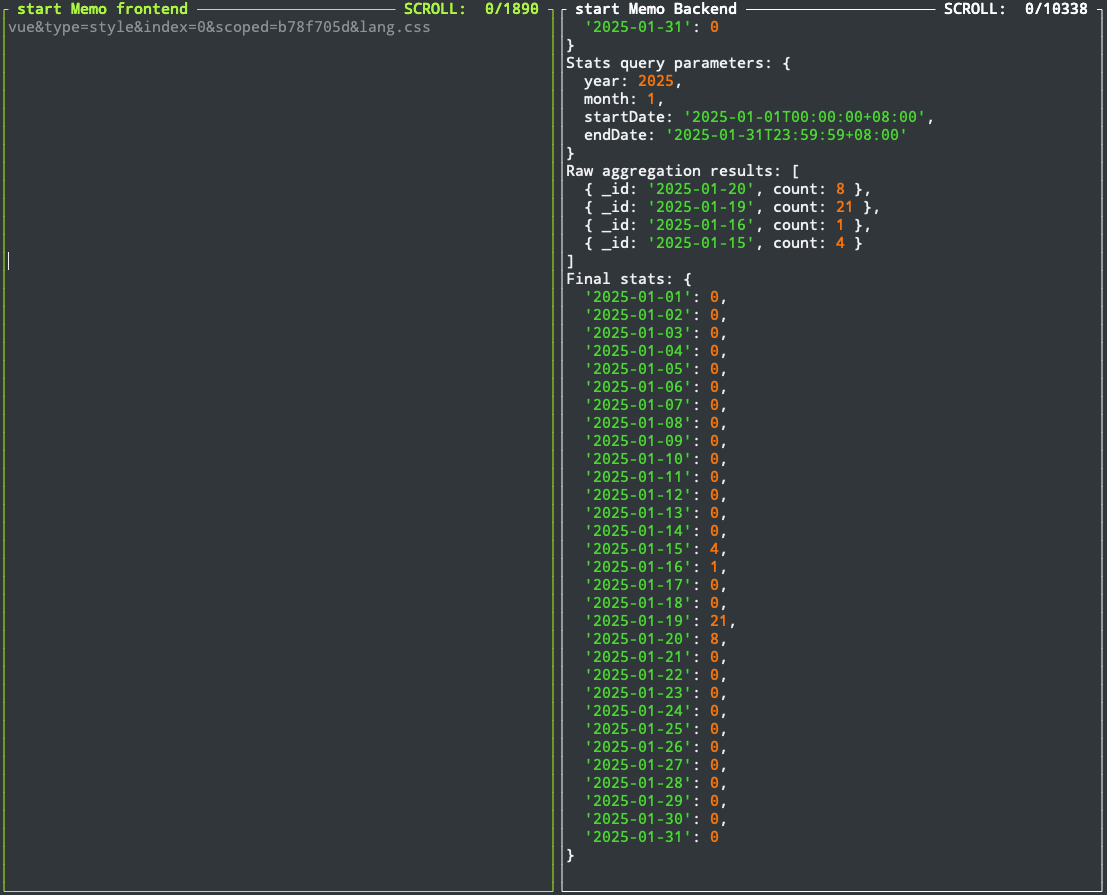 start Memo frontend SCROLL: 0/1890
vue&type=style&index=0&scoped=b78f705d&lang.css
start Memo Backend SCROLL: 0/10338
'2025-01-31': 0
}
Stats query parameters: {
year: 2025,
month: 1,
startDate: '2025-01-01T00:00:00+08:00',
endDate: '2025-01-31T23:59:59+08:00'
}
Raw aggregation results: [
{ _id: '2025-01-20', count: 8 },
{ _id: '2025-01-19', count: 21 },
{ _id: '2025-01-16', count: 1 },
{ _id: '2025-01-15', count: 4 }
]
Final stats: {
'2025-01-01': 0,
'2025-01-02': 0,
'2025-01-03': 0,
'2025-01-04': 0,
'2025-01-05': 0,
'2025-01-06': 0,
'2025-01-07': 0,
'2025-01-08': 0,
'2025-01-09': 0,
'2025-01-10': 0,
'2025-01-11': 0,
'2025-01-12': 0,
'2025-01-13': 0,
'2025-01-14': 0,
'2025-01-15': 4,
'2025-01-16': 1,
'2025-01-17': 0,
'2025-01-18': 0,
'2025-01-19': 21,
'2025-01-20': 8,
'2025-01-21': 0,
'2025-01-22': 0,
'2025-01-23': 0,
'2025-01-24': 0,
'2025-01-25': 0,
'2025-01-26': 0,
'2025-01-27': 0,
'2025-01-28': 0,
'2025-01-29': 0,
'2025-01-30': 0,
'2025-01-31': 0
}